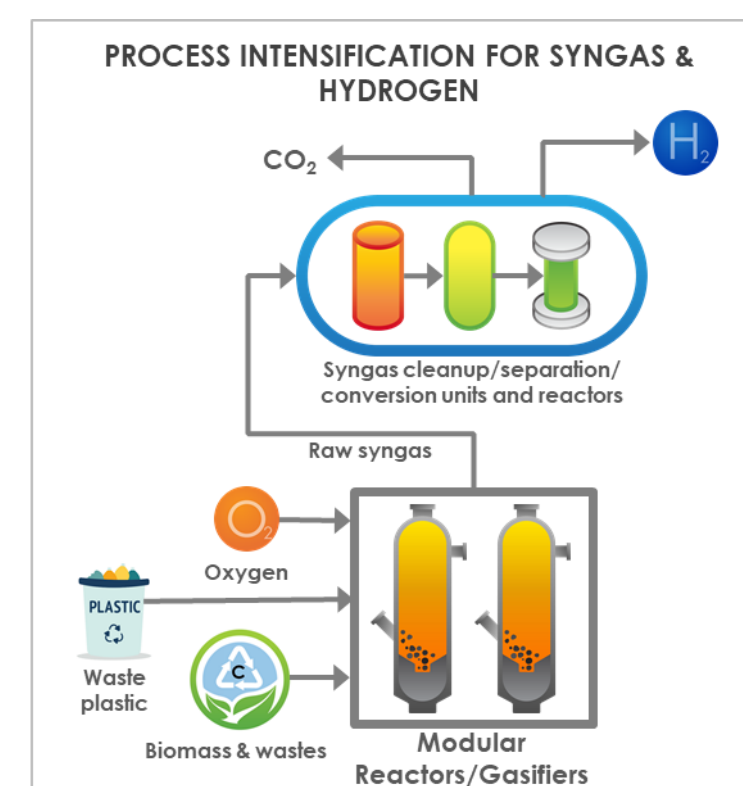 PROCESS INTENSIFICATION FOR SYNGAS &
HYDROGEN
CO₂
H₂
Syngas cleanup/separation/
conversion units and reactors
Raw syngas
O₂
Oxygen
PLASTIC
Waste
plastic
C
Biomass & wastes
Modular
Reactors/Gasifiers